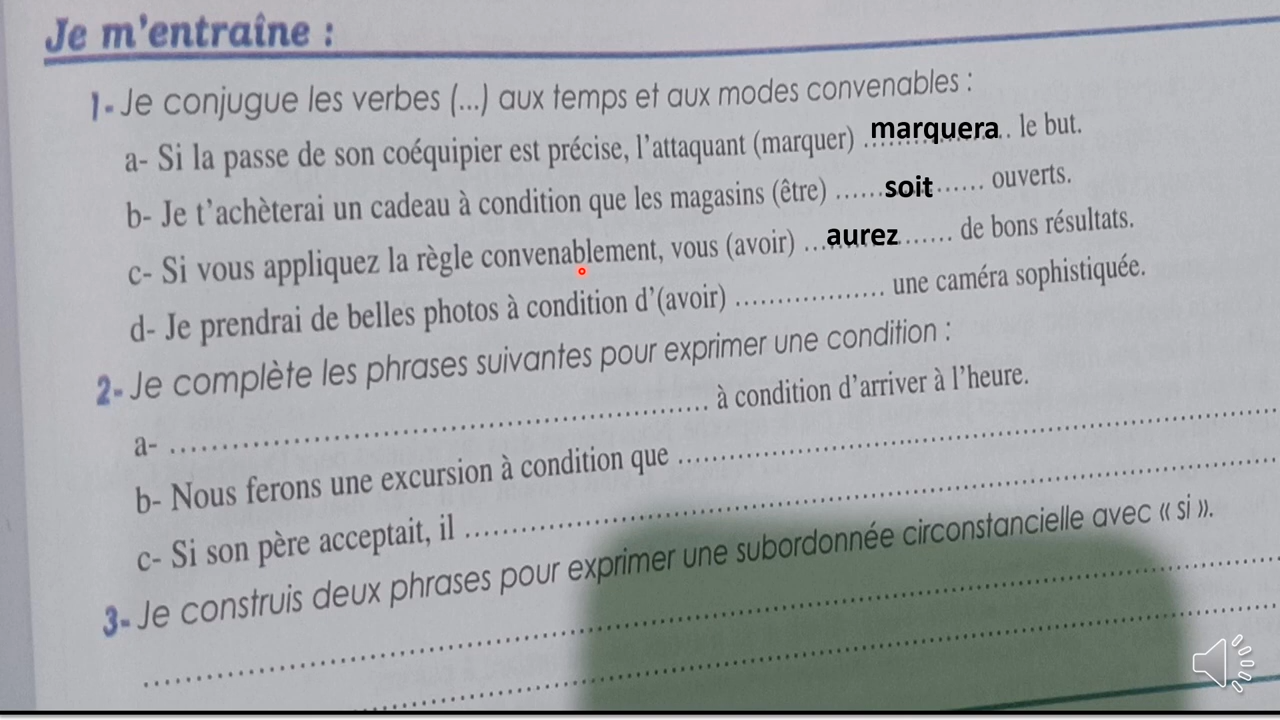 Je m'entraîne :
1- Je conjugue les verbes (...) aux temps et aux modes convenables :
a- Si la passe de son coéquipier est précise, l'attaquant (marquer) .marquera.. le but.
b- Je t'achèterai un cadeau à condition que les magasins (être) ......soit...... ouverts.
c- Si vous appliquez la règle convenablement, vous (avoir) ...aurez...... de bons résultats.
d- Je prendrai de belles photos à condition d'(avoir) .................. une caméra sophistiquée.
2- Je complète les phrases suivantes pour exprimer une condition :
a- .................................................................. à condition d'arriver à l'heure.
b- Nous ferons une excursion à condition que ..................................................................
c- Si son père acceptait, il ..................................................................
3- Je construis deux phrases pour exprimer une subordonnée circonstancielle avec « si ».